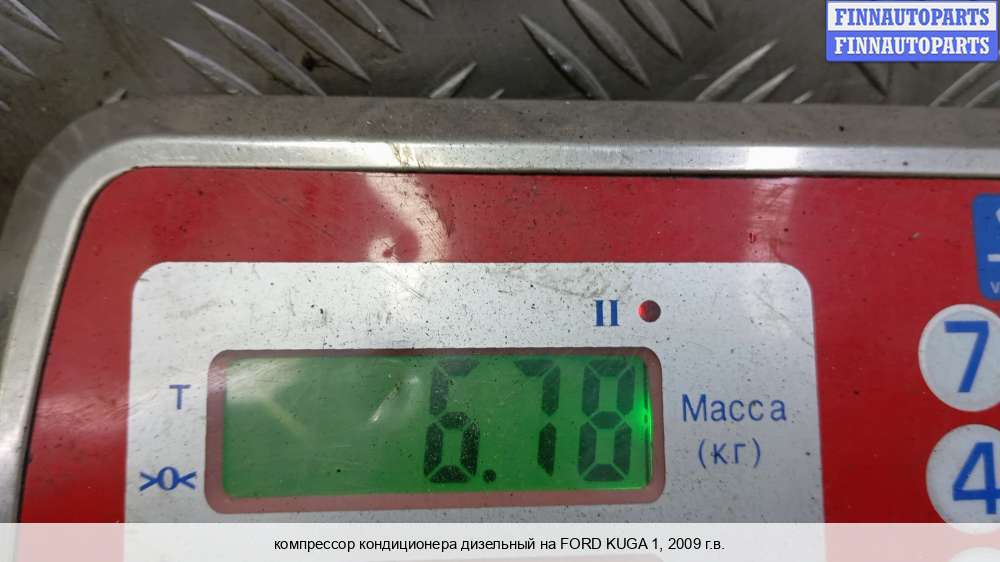 FINNAUTOPARTS
FINNAUTOPARTS
II
7
T
6.78
Масса
(кг)
>0<
4
компрессор кондиционера дизельный на FORD KUGA 1, 2009 г.в.